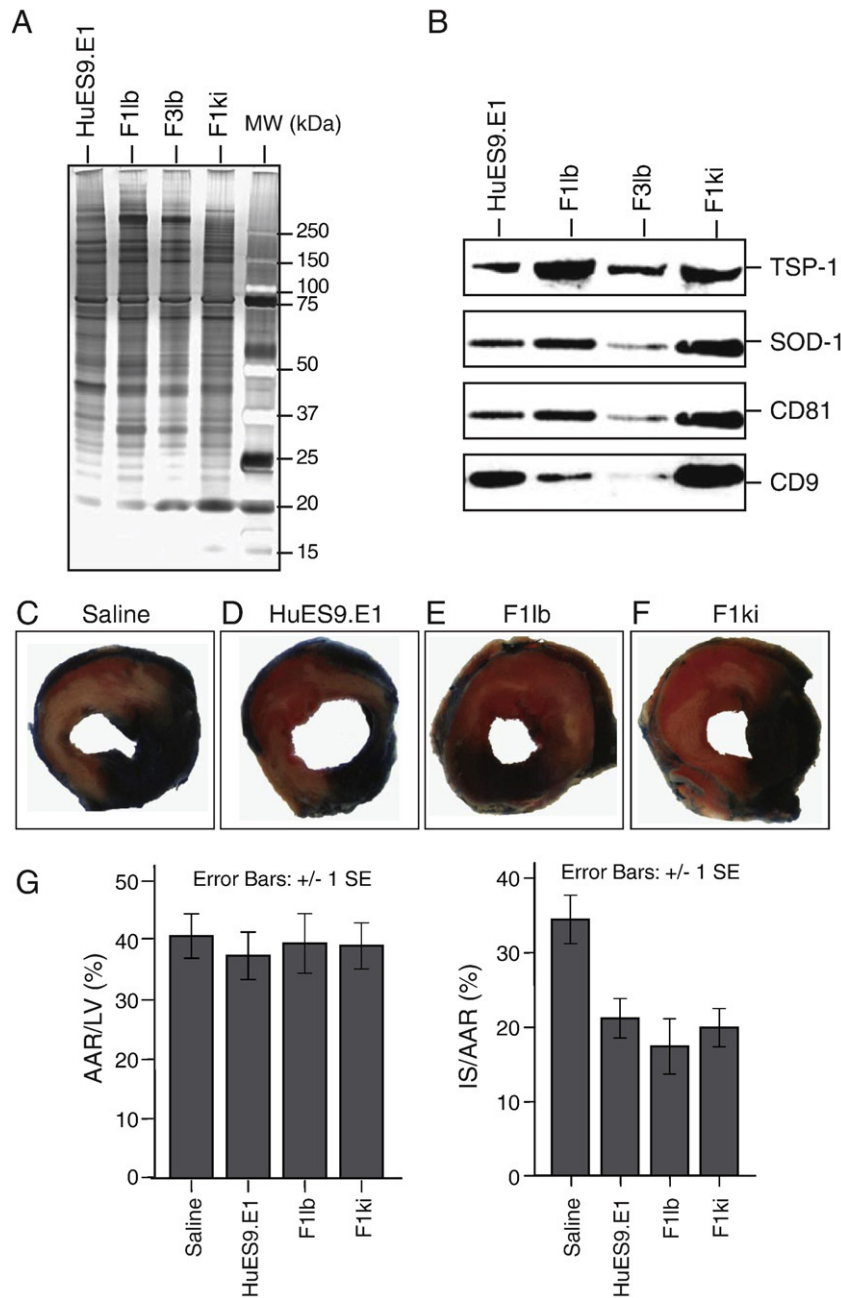 A
HuES9.E1
F1lb
F3lb
F1ki
MW (kDa)
250
150
100
75
50
37
25
20
15
B
HuES9.E1
F1lb
F3lb
F1ki
TSP-1
SOD-1
CD81
CD9
C Saline
D HuES9.E1
E F1lb
F F1ki
G
Error Bars: +/- 1 SE
AAR/LV (%)
50
40
30
20
10
0
Saline
HuES9.E1
F1lb
F1ki
Error Bars: +/- 1 SE
IS/AAR (%)
40
30
20
10
0
Saline
HuES9.E1
F1lb
F1ki